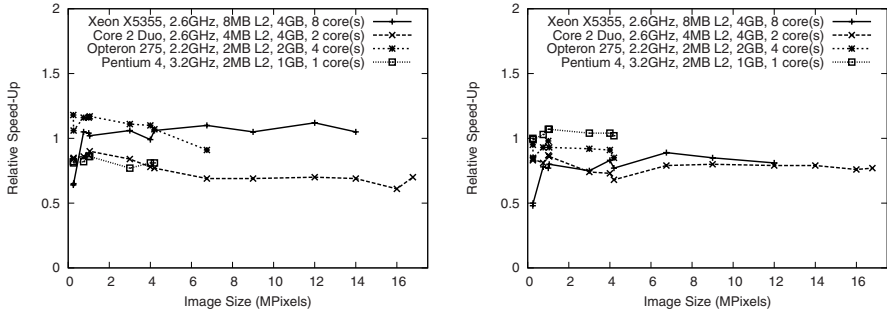 2
1.5
1
0.5
0
Relative Speed-Up
Xeon X5355, 2.6GHz, 8MB L2, 4GB, 8 core(s)
Core 2 Duo, 2.6GHz, 4MB L2, 4GB, 2 core(s)
Opteron 275, 2.2GHz, 2MB L2, 2GB, 4 core(s)
Pentium 4, 3.2GHz, 2MB L2, 1GB, 1 core(s)
0 2 4 6 8 10 12 14 16
Image Size (MPixels)
2
1.5
1
0.5
0
Relative Speed-Up
Xeon X5355, 2.6GHz, 8MB L2, 4GB, 8 core(s)
Core 2 Duo, 2.6GHz, 4MB L2, 4GB, 2 core(s)
Opteron 275, 2.2GHz, 2MB L2, 2GB, 4 core(s)
Pentium 4, 3.2GHz, 2MB L2, 1GB, 1 core(s)
0 2 4 6 8 10 12 14 16
Image Size (MPixels)